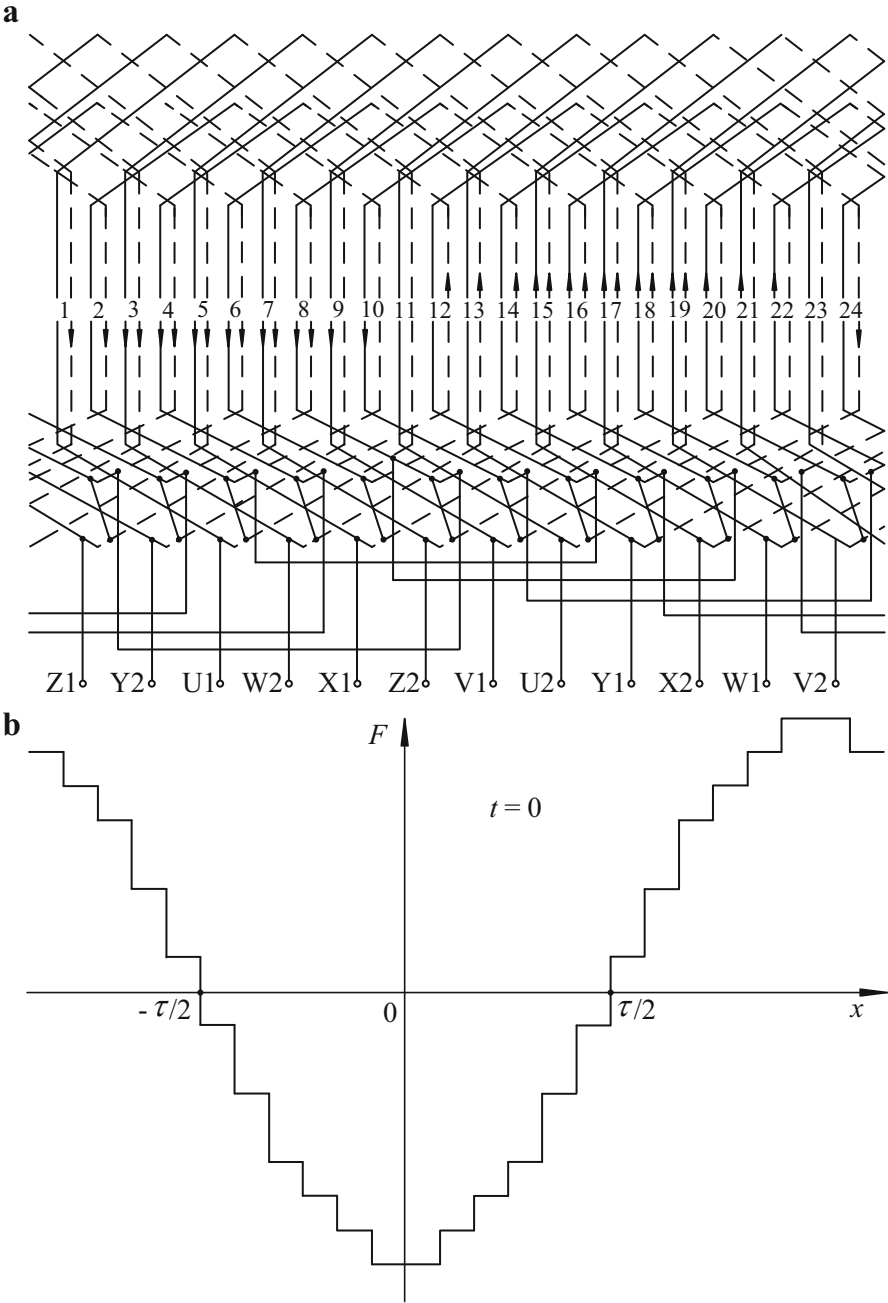 a
1 2 3 4 5 6 7 8 9 10 11 12 13 14 15 16 17 18 19 20 21 22 23 24
Z1 Y2 U1 W2 X1 Z2 V1 U2 Y1 X2 W1 V2
b
F
t = 0
- τ/2 0 τ/2 x